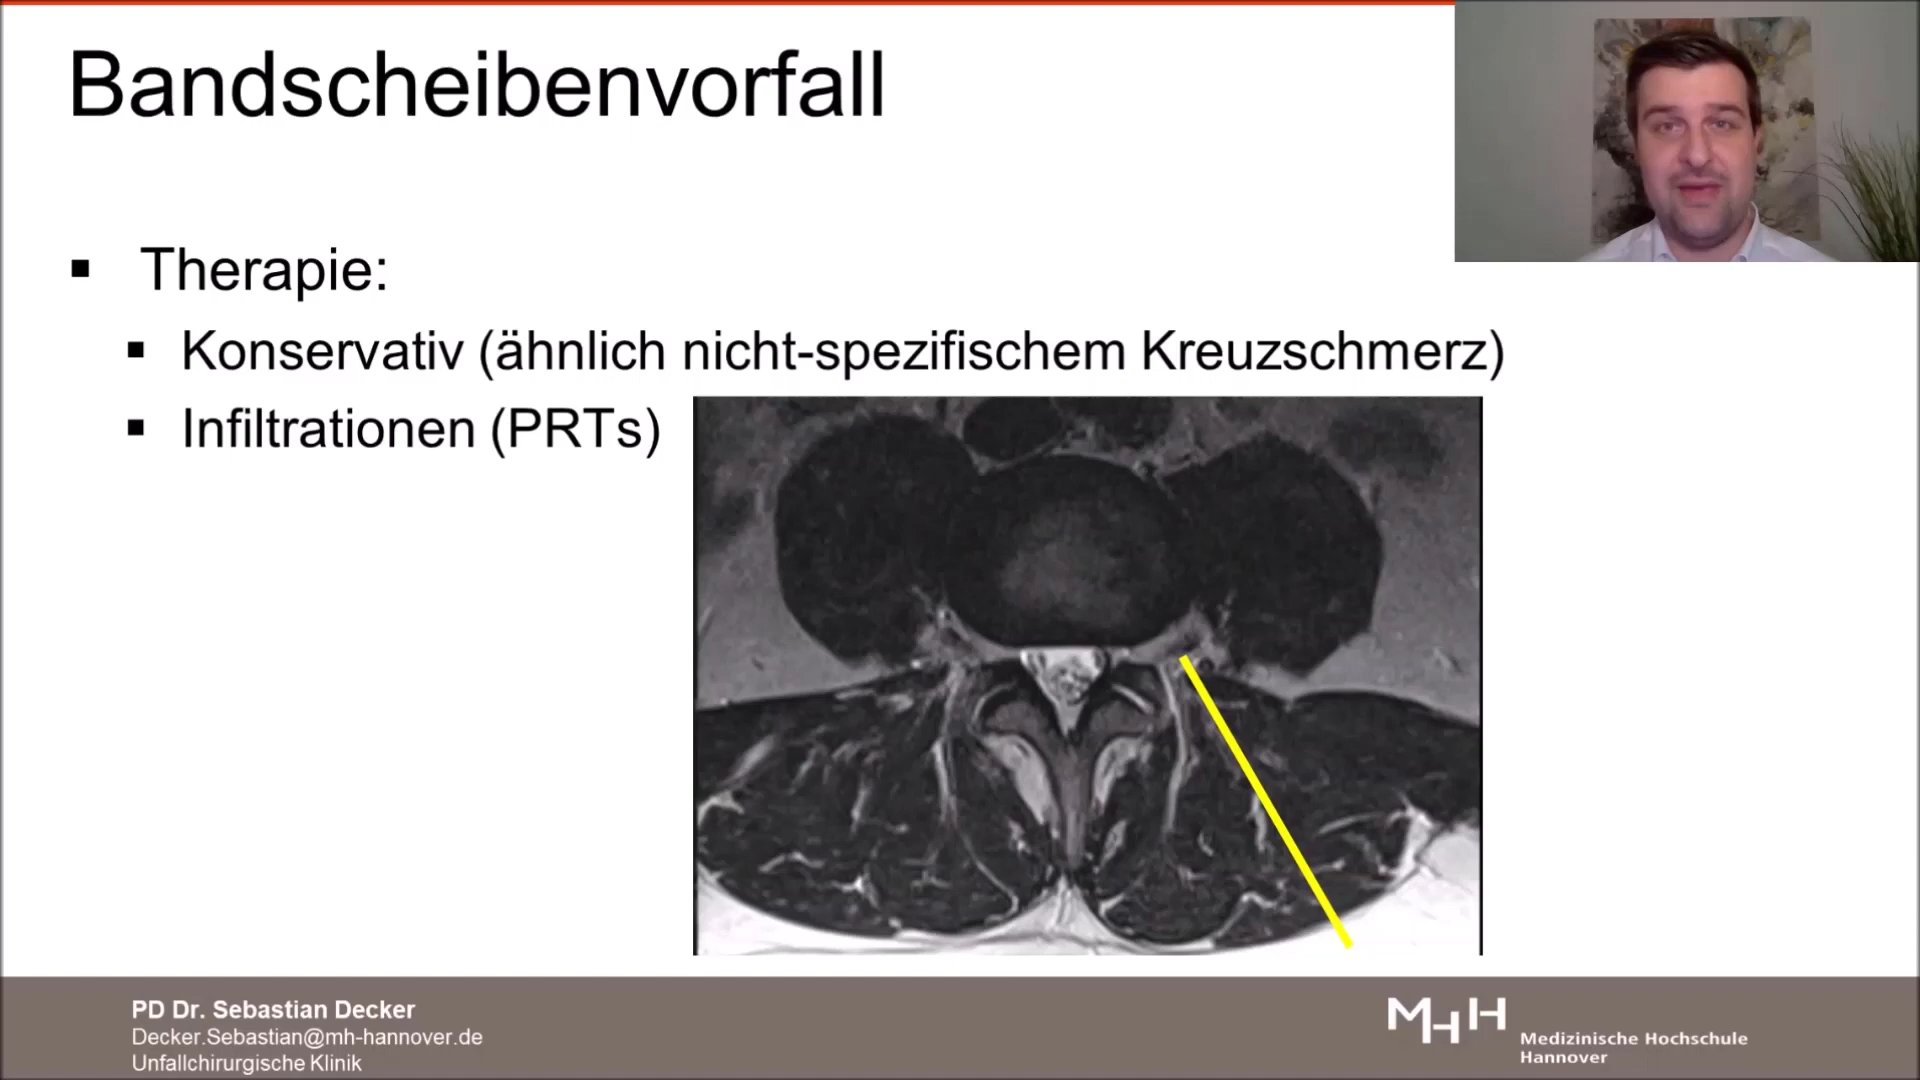 Bandscheibenvorfall
▪ Therapie:
▪ Konservativ (ähnlich nicht-spezifischem Kreuzschmerz)
▪ Infiltrationen (PRTs)
PD Dr. Sebastian Decker
Decker.Sebastian@mh-hannover.de
Unfallchirurgische Klinik
MHH
Medizinische Hochschule
Hannover